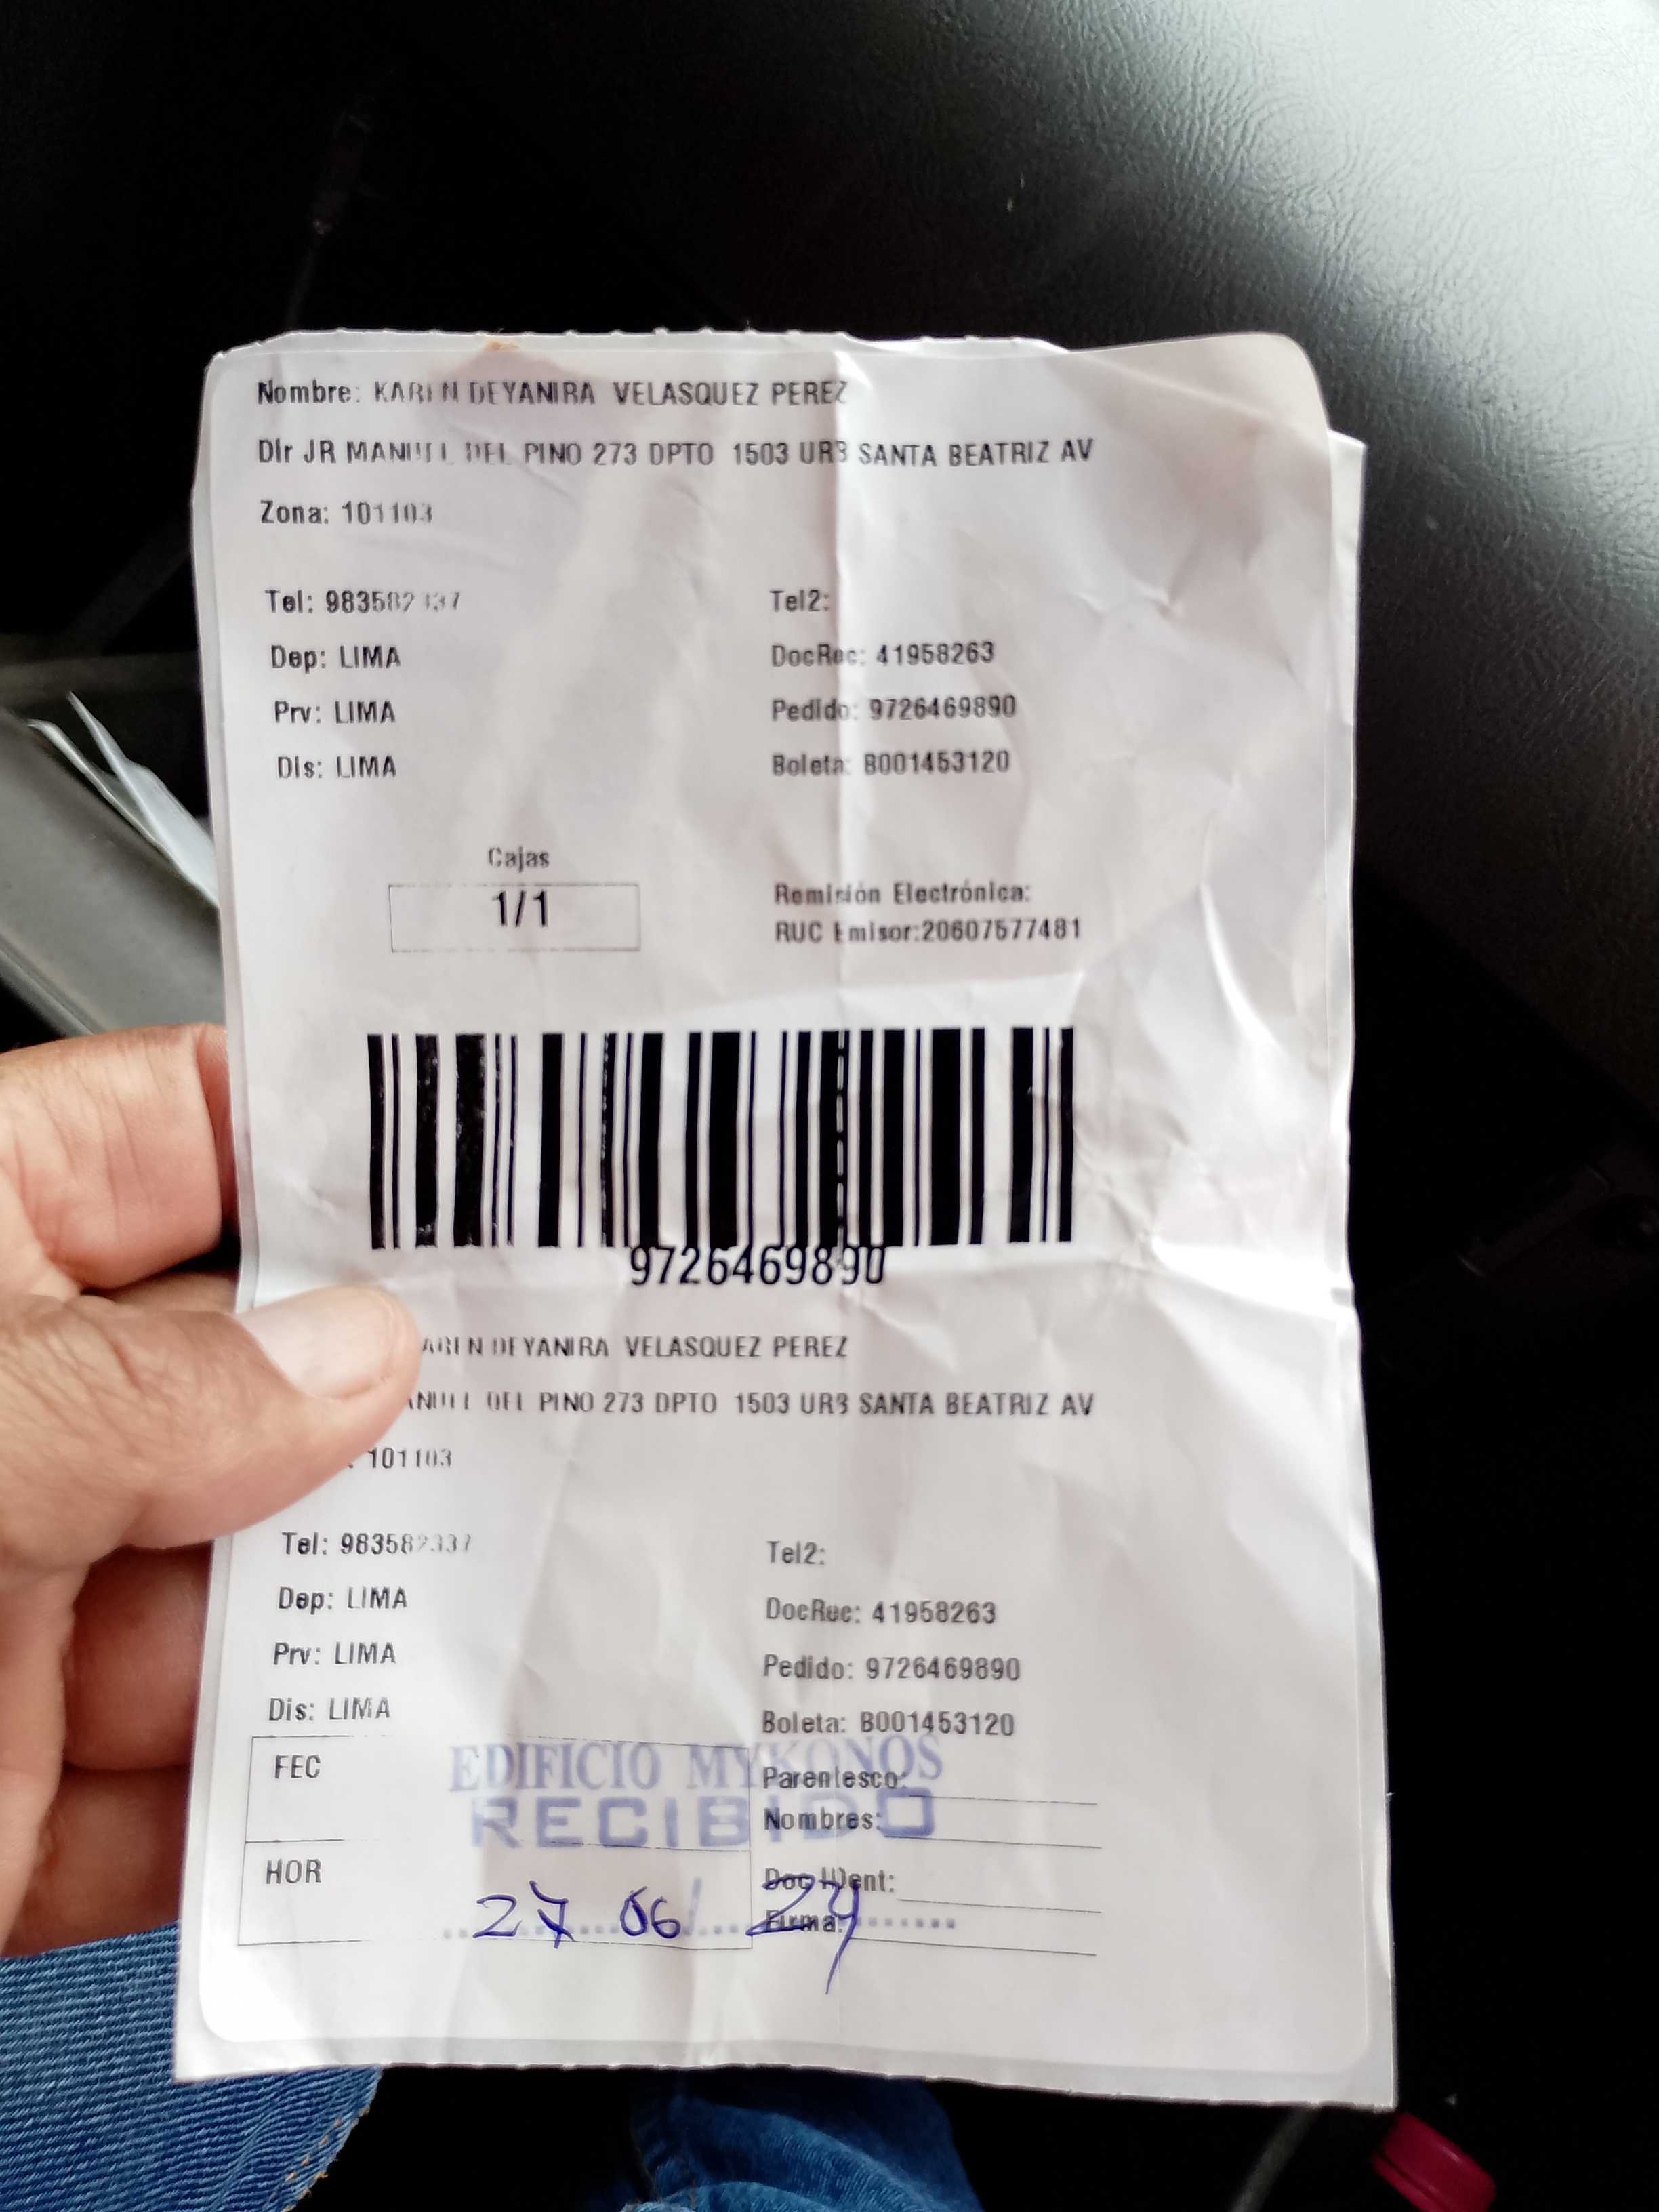 Nombre: KAREN DEYANIRA VELASQUEZ PEREZ
Dir JR MANUEL DEL PINO 273 DPTO 1503 URB SANTA BEATRIZ AV
Zona: 101103
Tel: 983582337 Tel2:
Dep: LIMA DocRec: 41958263
Prv: LIMA Pedido: 9726469890
Dis: LIMA Boleta: B001453120
Cajas
1/1
Remisión Electrónica:
RUC Emisor:20607577481
9726469890
AREN DEYANIRA VELASQUEZ PEREZ
ANUEL DEL PINO 273 DPTO 1503 URB SANTA BEATRIZ AV
101103
Tel: 983582337 Tel2:
Dep: LIMA DocRec: 41958263
Prv: LIMA Pedido: 9726469890
Dis: LIMA Boleta: B001453120
FEC
EDIFICIO MYKONOS
Parentesco:
RECIBIDO
Nombres:
HOR
Doc IDent:
27 06 / 24
Firma: